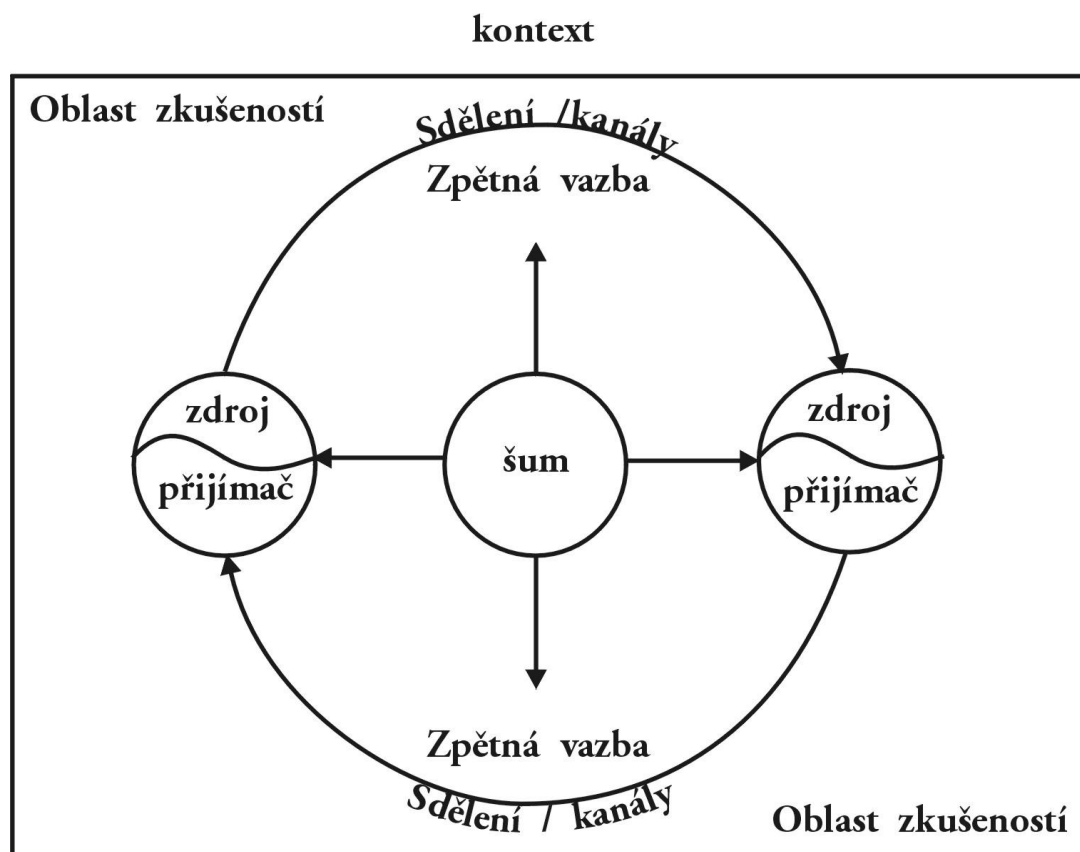 kontext
Oblast zkušeností
Sdělení /kanály
Zpětná vazba
zdroj
přijímač
šum
zdroj
přijímač
Zpětná vazba
Sdělení / kanály
Oblast zkušeností